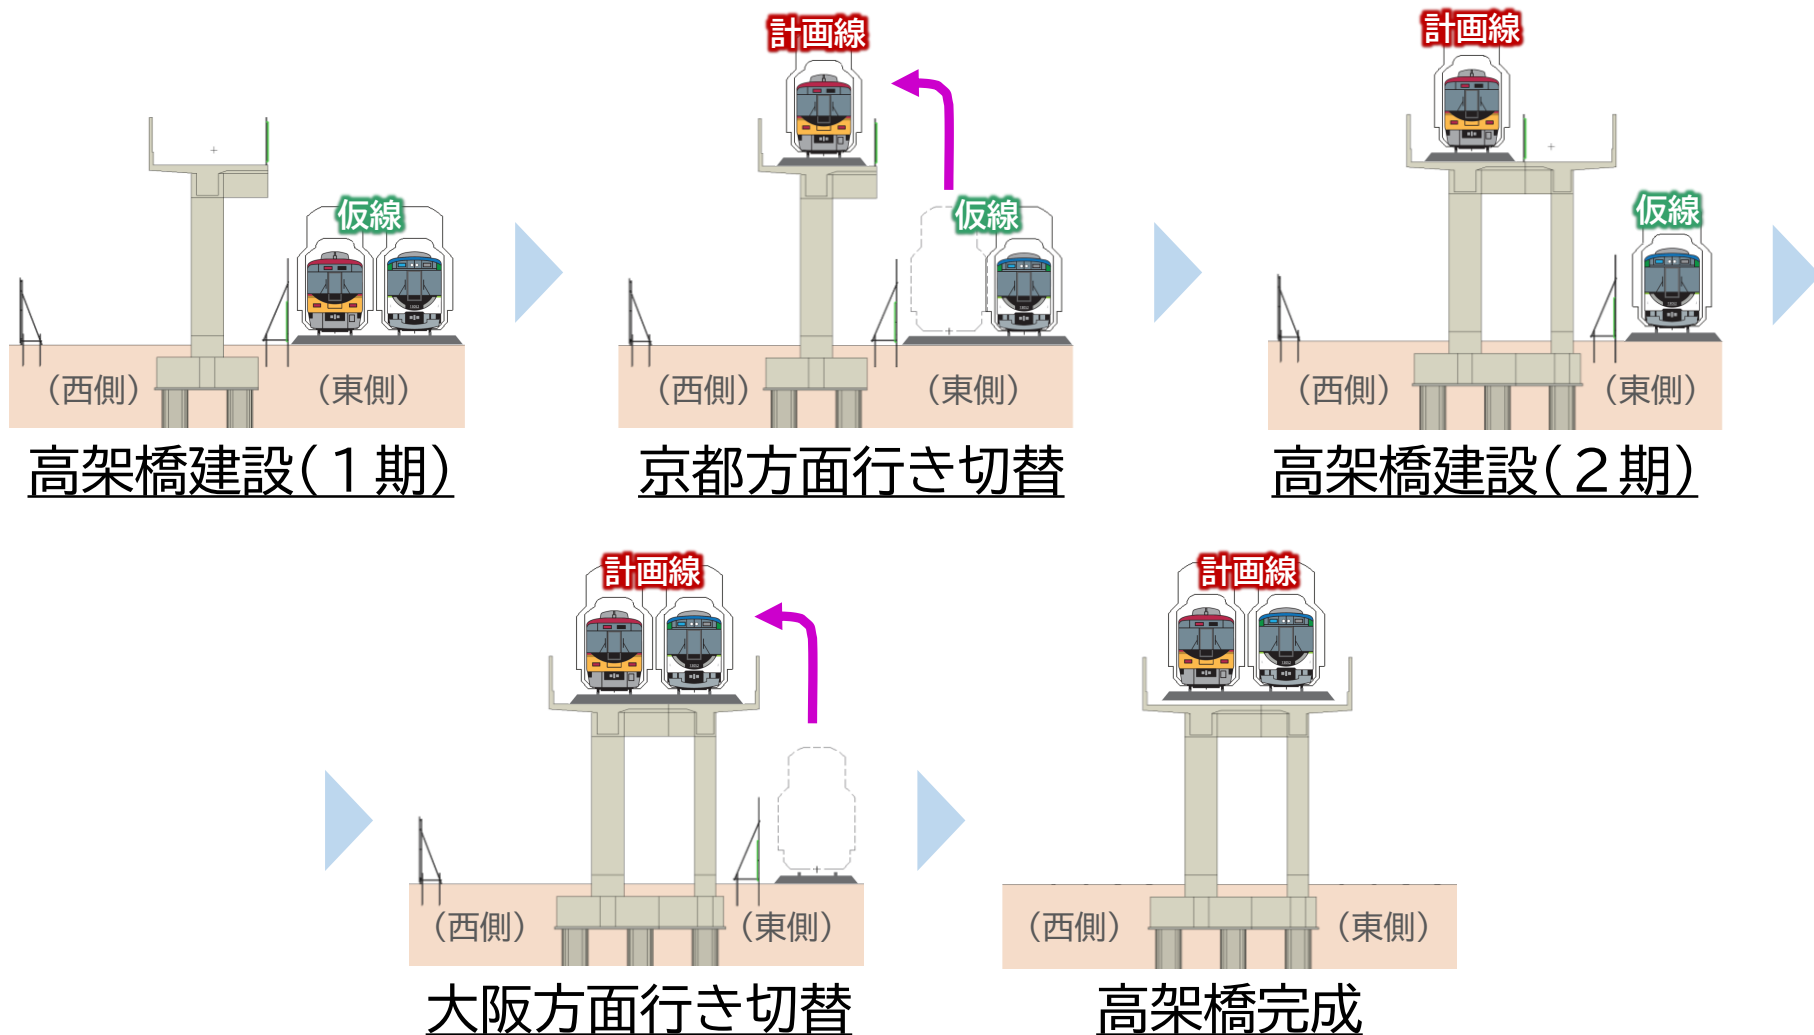 計画線
計画線
仮線
仮線
仮線
（西側）
（東側）
（西側）
（東側）
（西側）
（東側）
高架橋建設（１期）
京都方面行き切替
高架橋建設（２期）
計画線
計画線
（西側）
（東側）
（西側）
（東側）
大阪方面行き切替
高架橋完成